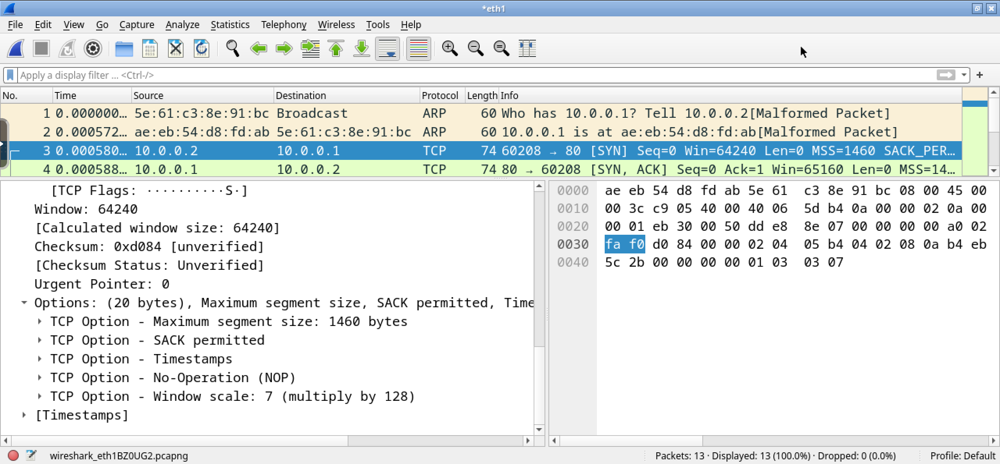 *eth1
File Edit View Go Capture Analyze Statistics Telephony Wireless Tools Help
Apply a display filter ... <Ctrl-/>
No. Time Source Destination Protocol Length Info
1 0.000000… 5e:61:c3:8e:91:bc Broadcast ARP 60 Who has 10.0.0.1? Tell 10.0.0.2[Malformed Packet]
2 0.000572… ae:eb:54:d8:fd:ab 5e:61:c3:8e:91:bc ARP 60 10.0.0.1 is at ae:eb:54:d8:fd:ab[Malformed Packet]
3 0.000580… 10.0.0.2 10.0.0.1 TCP 74 60208 → 80 [SYN] Seq=0 Win=64240 Len=0 MSS=1460 SACK_PER…
4 0.000588… 10.0.0.1 10.0.0.2 TCP 74 80 → 60208 [SYN, ACK] Seq=0 Ack=1 Win=65160 Len=0 MSS=14…
[TCP Flags: ··········S·]
Window: 64240
[Calculated window size: 64240]
Checksum: 0xd084 [unverified]
[Checksum Status: Unverified]
Urgent Pointer: 0
Options: (20 bytes), Maximum segment size, SACK permitted, Time
TCP Option - Maximum segment size: 1460 bytes
TCP Option - SACK permitted
TCP Option - Timestamps
TCP Option - No-Operation (NOP)
TCP Option - Window scale: 7 (multiply by 128)
[Timestamps]
0000 ae eb 54 d8 fd ab 5e 61 c3 8e 91 bc 08 00 45 00
0010 00 3c c9 05 40 00 40 06 5d b4 0a 00 00 02 0a 00
0020 00 01 eb 30 00 50 dd e8 8e 07 00 00 00 00 a0 02
0030 fa f0 d0 84 00 00 02 04 05 b4 04 02 08 0a b4 eb
0040 5c 2b 00 00 00 00 01 03 03 07
wireshark_eth1BZ0UG2.pcapng
Packets: 13 · Displayed: 13 (100.0%) · Dropped: 0 (0.0%)
Profile: Default